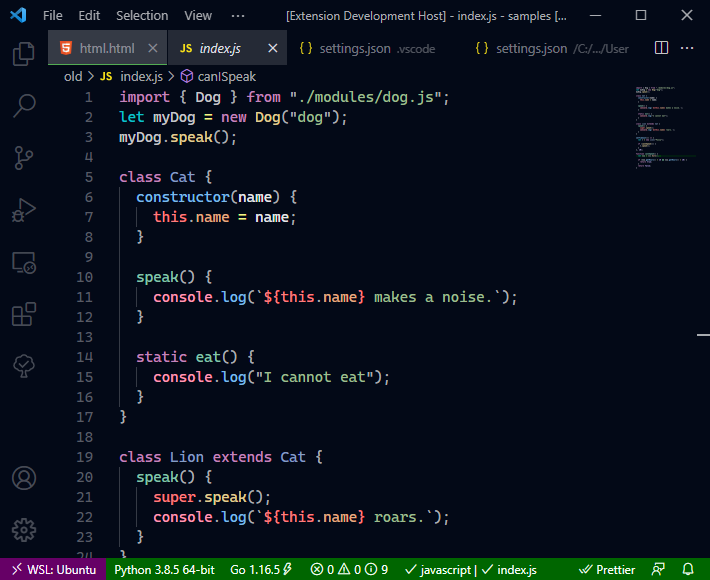 File Edit Selection View ··· [Extension Development Host] - index.js - samples [...
html.html JS index.js { } settings.json .vscode { } settings.json /C:/.../User ···
old > JS index.js > canISpeak
1 import { Dog } from "./modules/dog.js";
2 let myDog = new Dog("dog");
3 myDog.speak();
4
5 class Cat {
6 constructor(name) {
7 this.name = name;
8 }
9
10 speak() {
11 console.log(`${this.name} makes a noise.`);
12 }
13
14 static eat() {
15 console.log("I cannot eat");
16 }
17 }
18
19 class Lion extends Cat {
20 speak() {
21 super.speak();
22 console.log(`${this.name} roars.`);
23 }
24 }
WSL: Ubuntu Python 3.8.5 64-bit Go 1.16.5 0 0 9 javascript | index.js Prettier